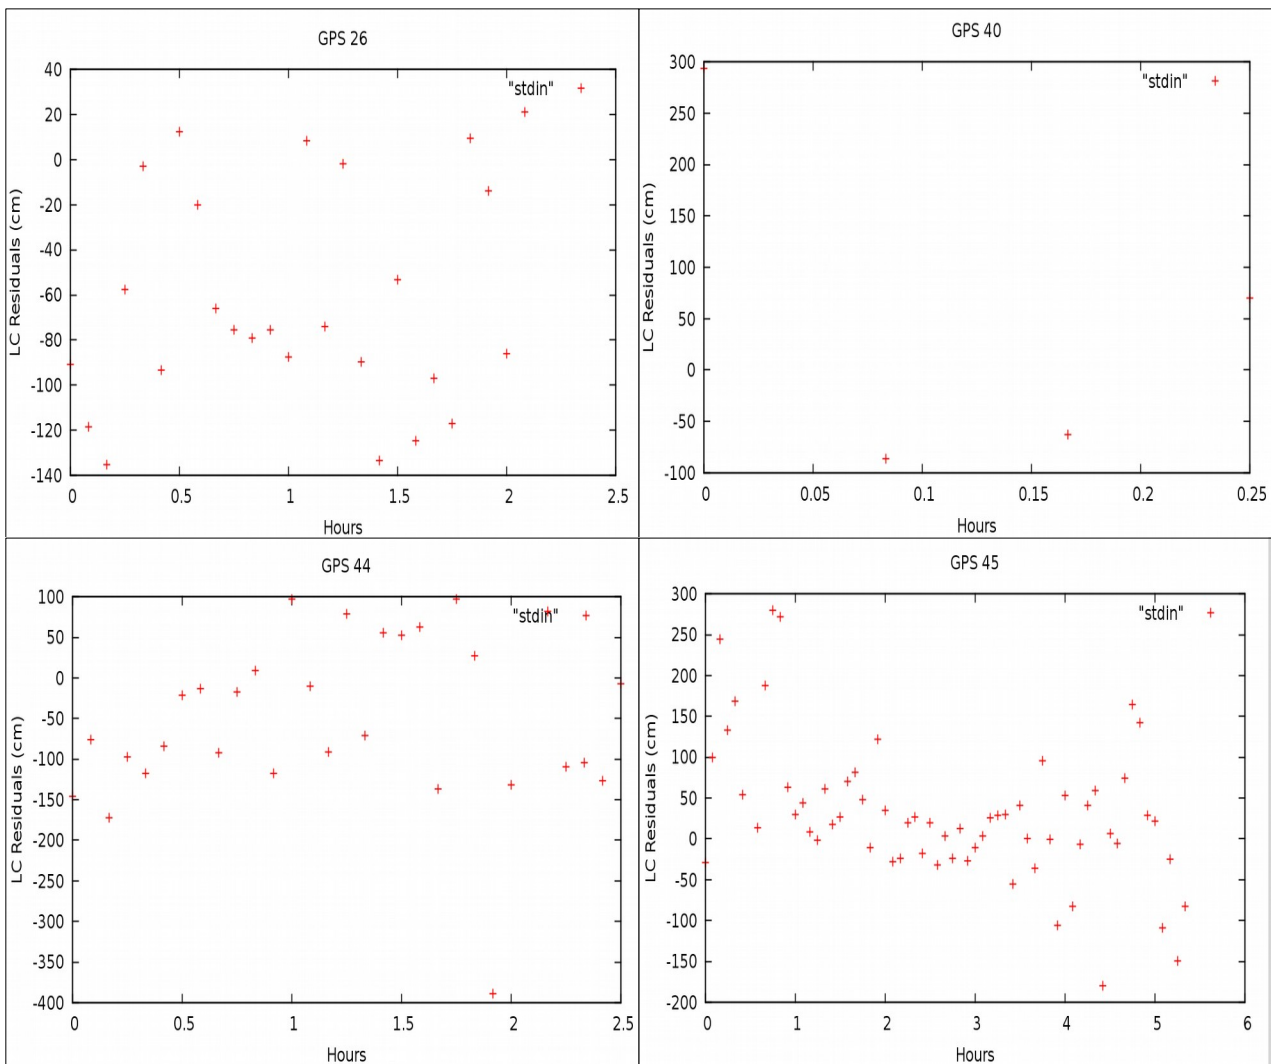 GPS 26
"stdin"
40
20
0
-20
-40
-60
-80
-100
-120
-140
LC Residuals (cm)
0 0.5 1 1.5 2 2.5
Hours
GPS 40
"stdin"
300
250
200
150
100
50
0
-50
-100
LC Residuals (cm)
0 0.05 0.1 0.15 0.2 0.25
Hours
GPS 44
"stdin"
100
50
0
-50
-100
-150
-200
-250
-300
-350
-400
LC Residuals (cm)
0 0.5 1 1.5 2 2.5
Hours
GPS 45
"stdin"
300
250
200
150
100
50
0
-50
-100
-150
-200
LC Residuals (cm)
0 1 2 3 4 5 6
Hours